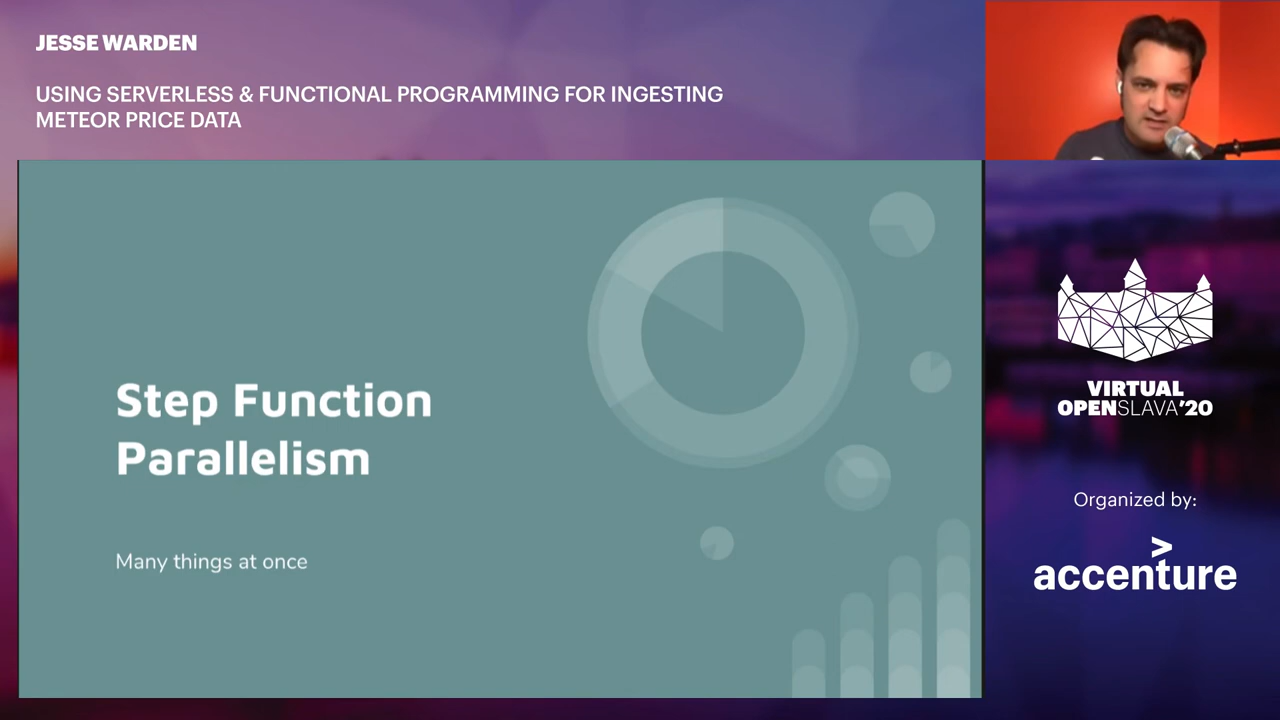 JESSE WARDEN
USING SERVERLESS & FUNCTIONAL PROGRAMMING FOR INGESTING
METEOR PRICE DATA
Step Function
Parallelism
Many things at once
VIRTUAL
OPENSLAVA'20
Organized by:
accenture